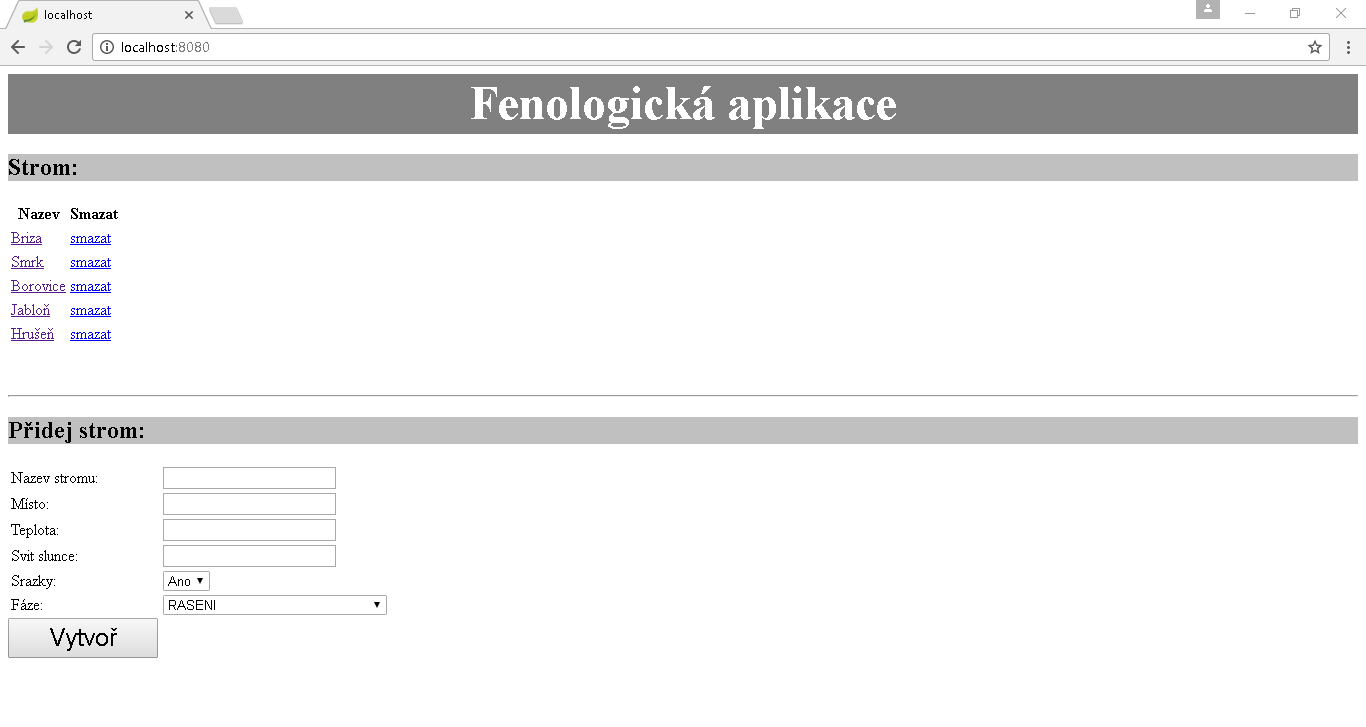 localhost
localhost:8080
Fenologická aplikace
Strom:
Nazev Smazat
Briza smazat
Smrk smazat
Borovice smazat
Jabloň smazat
Hrušeň smazat
Přidej strom:
Nazev stromu:
Místo:
Teplota:
Svit slunce:
Srazky: Ano
Fáze: RASENI
Vytvoř